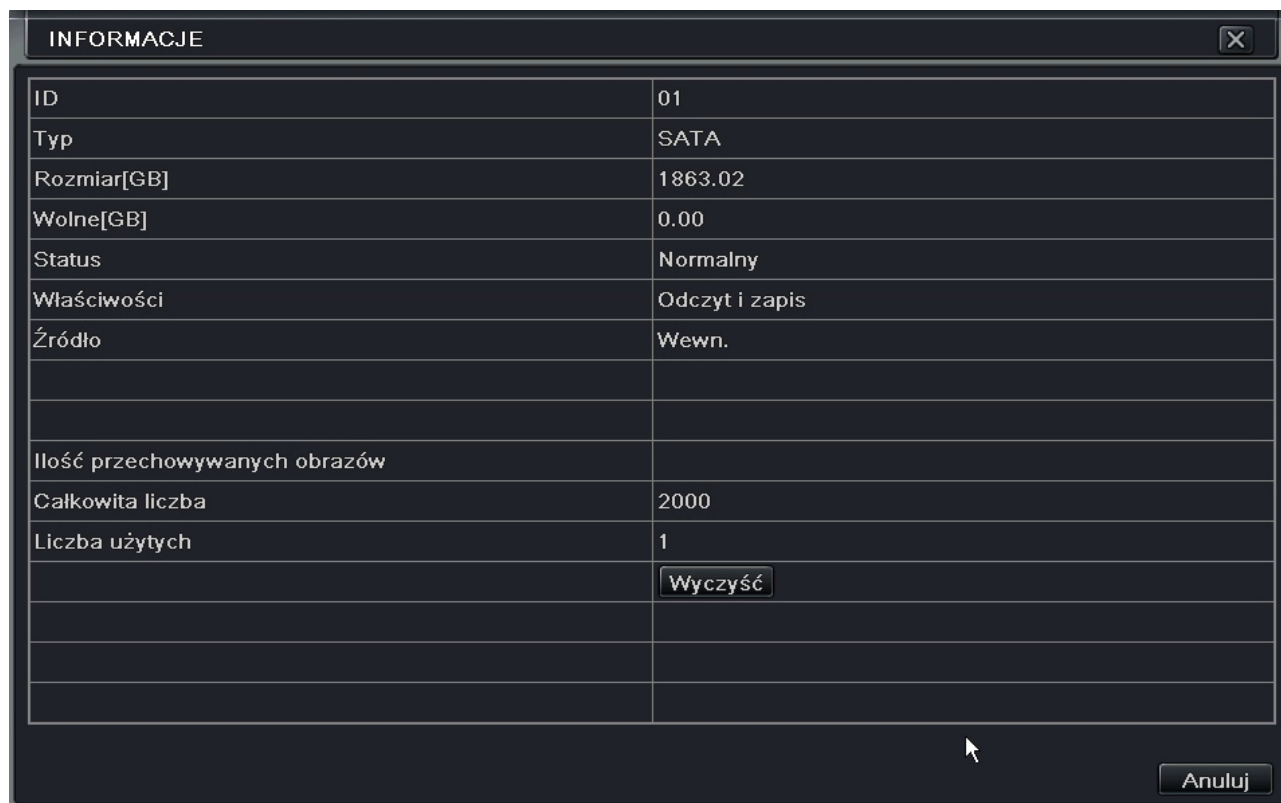 INFORMACJE
ID 01
Typ SATA
Rozmiar[GB] 1863.02
Wolne[GB] 0.00
Status Normalny
Właściwości Odczyt i zapis
Źródło Wewn.
Ilość przechowywanych obrazów
Całkowita liczba 2000
Liczba użytych 1
Wyczyść
Anuluj